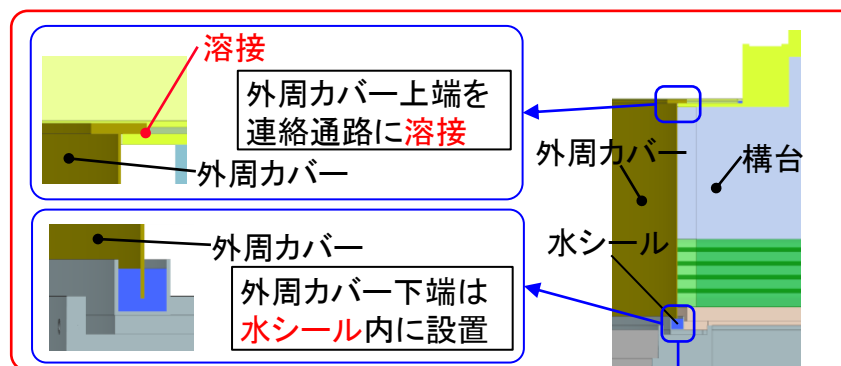 溶接
外周カバー上端を
連絡通路に溶接
外周カバー
外周カバー
構台
外周カバー
水シール
外周カバー下端は
水シール内に設置